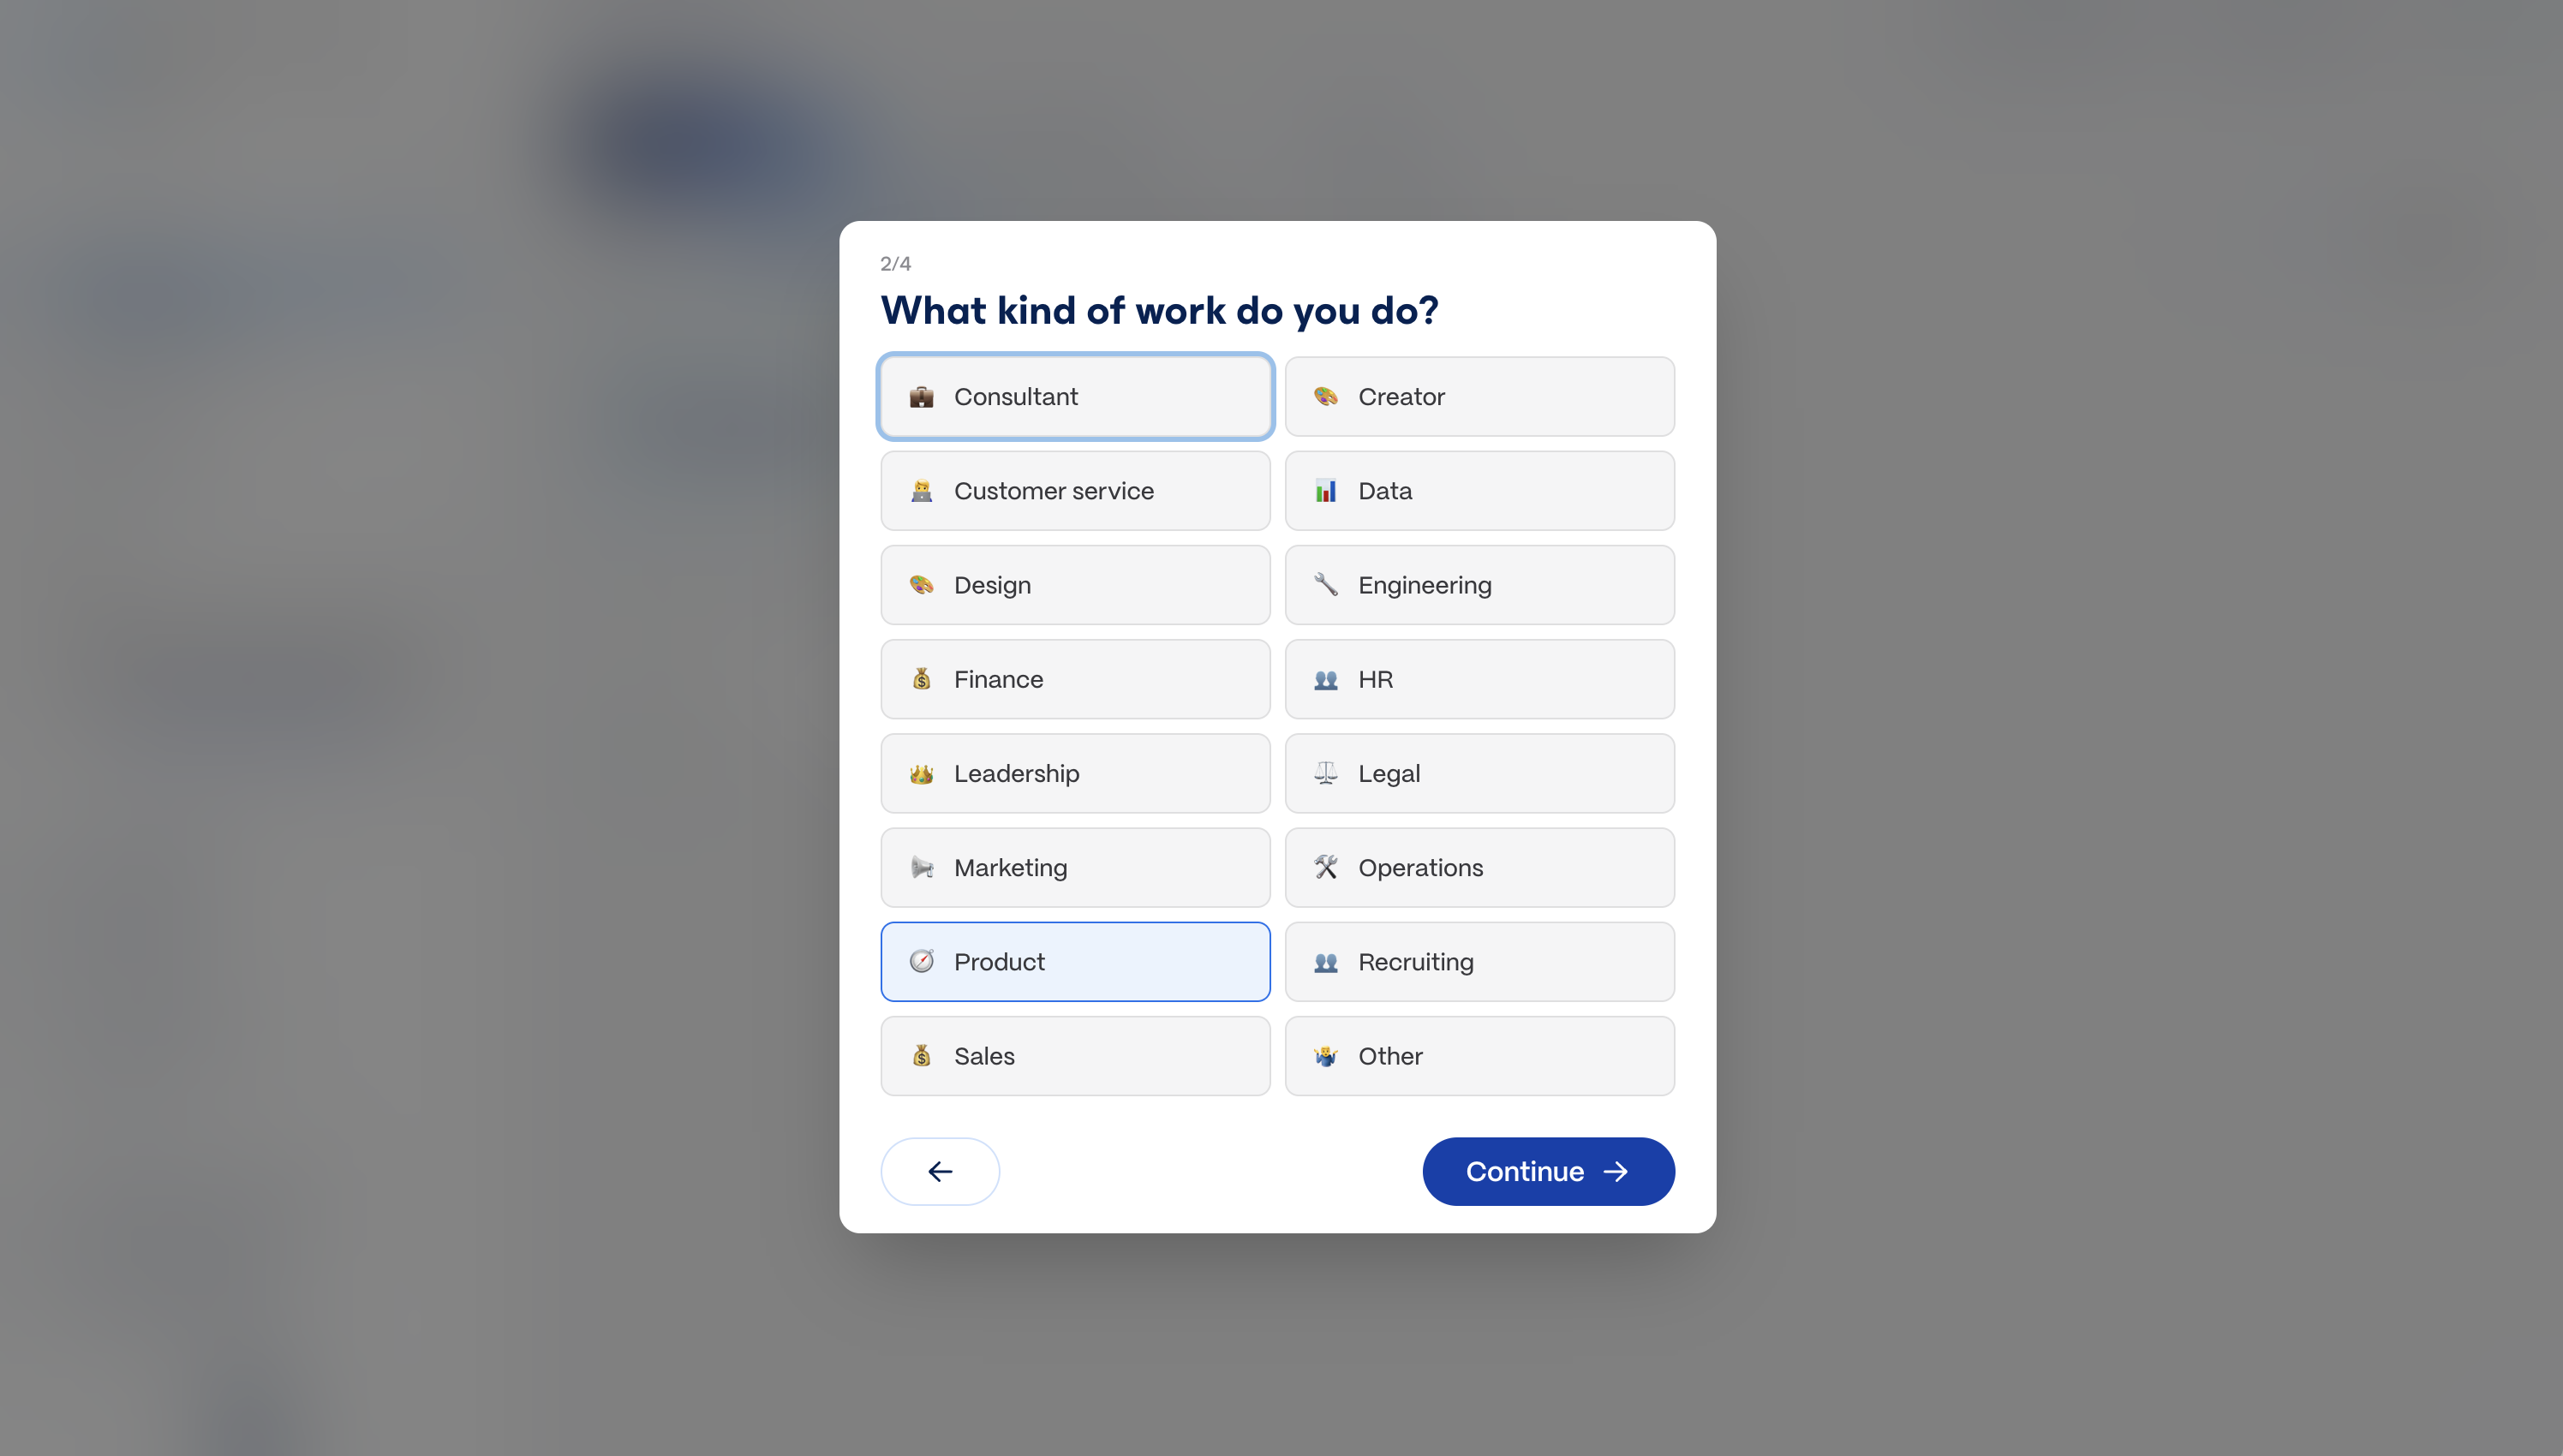 2/4
What kind of work do you do?
Consultant
Creator
Customer service
Data
Design
Engineering
Finance
HR
Leadership
Legal
Marketing
Operations
Product
Recruiting
Sales
Other
Continue